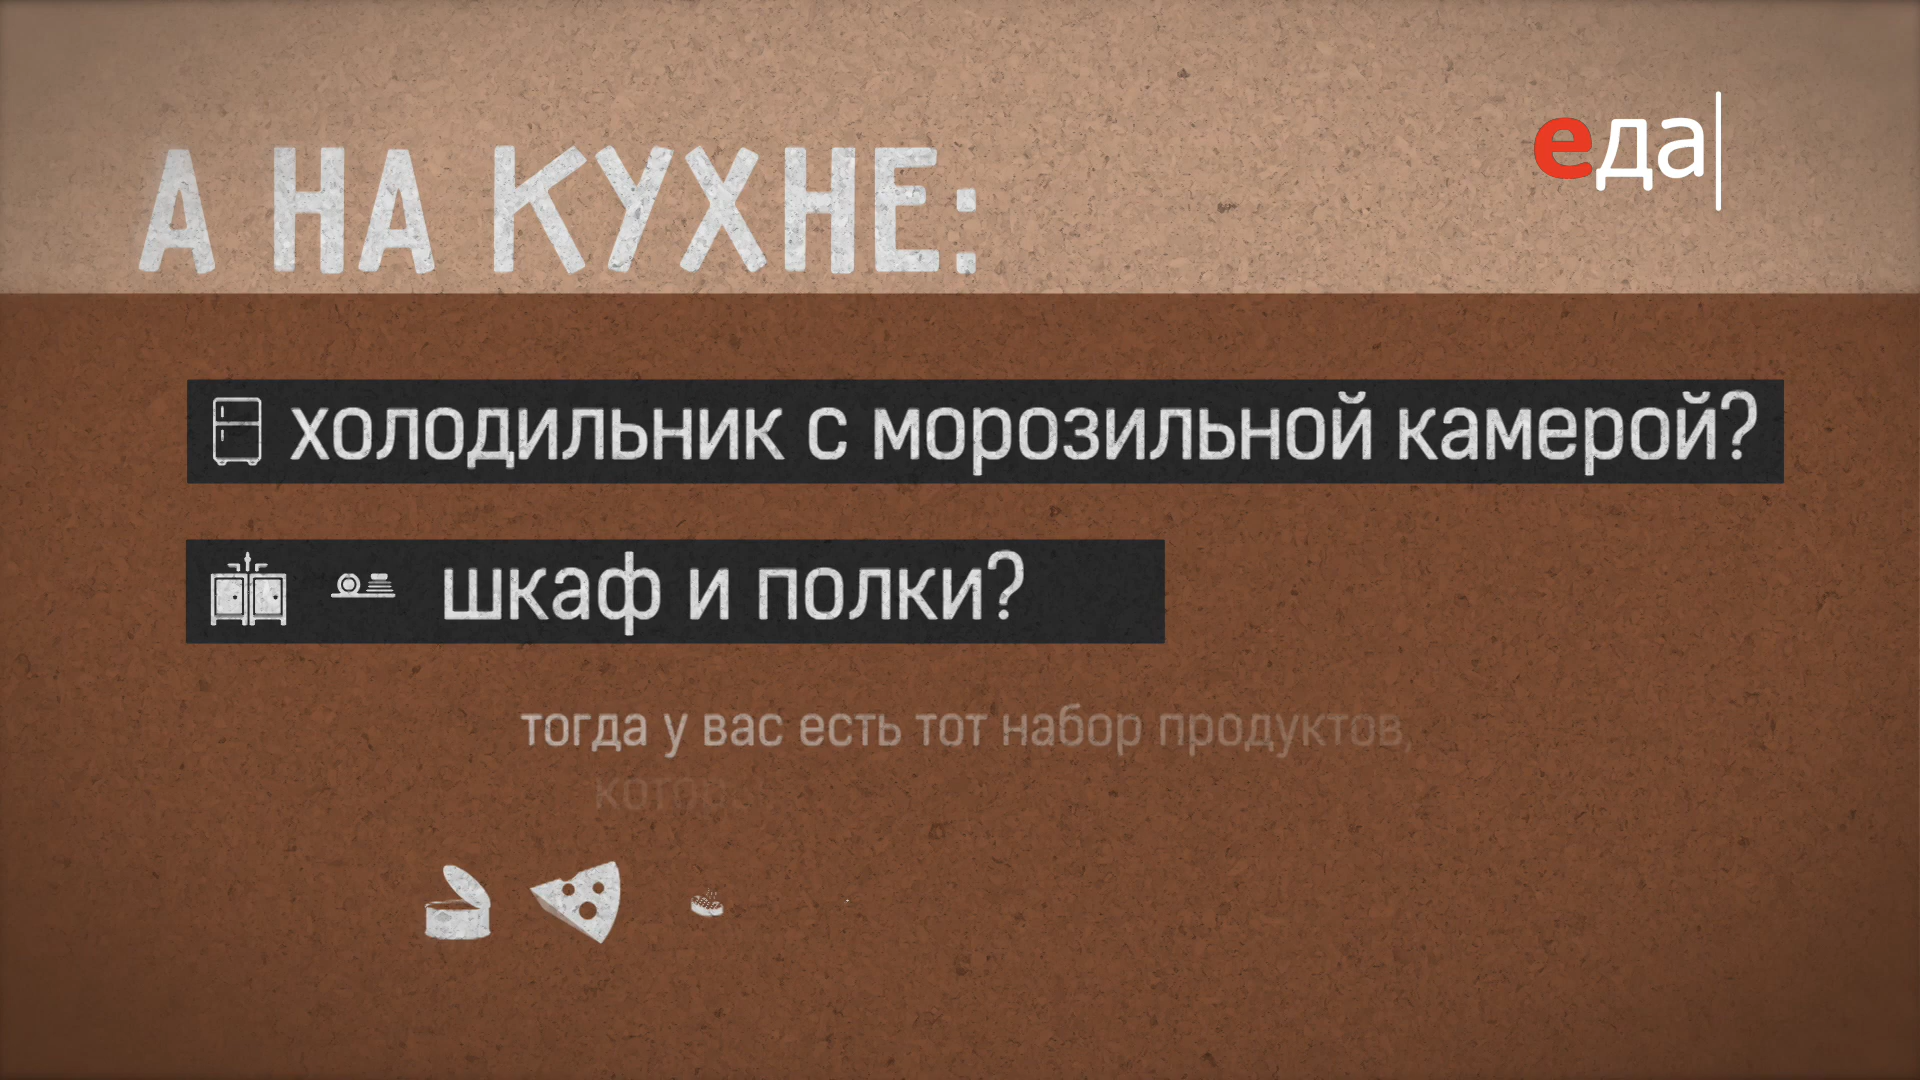 еда
А НА КУХНЕ:
холодильник с морозильной камерой?
шкаф и полки?
тогда у вас есть тот набор продуктов,